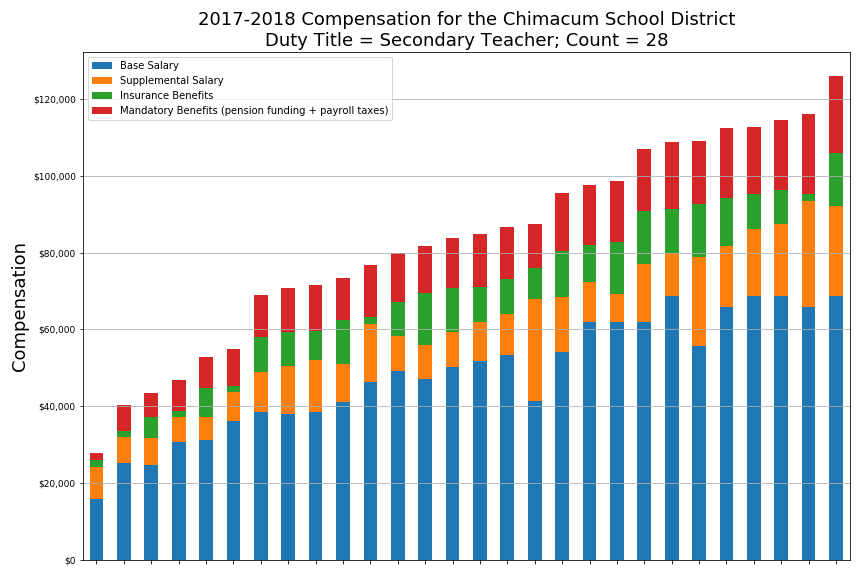 2017-2018 Compensation for the Chimacum School District
Duty Title = Secondary Teacher; Count = 28
Base Salary
Supplemental Salary
Insurance Benefits
Mandatory Benefits (pension funding + payroll taxes)
Compensation
$120,000
$100,000
$80,000
$60,000
$40,000
$20,000
$0